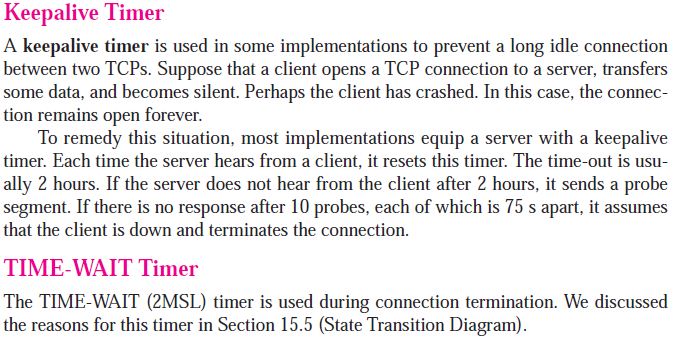 Keepalive Timer
A keepalive timer is used in some implementations to prevent a long idle connection
between two TCPs. Suppose that a client opens a TCP connection to a server, transfers
some data, and becomes silent. Perhaps the client has crashed. In this case, the connec-
tion remains open forever.
To remedy this situation, most implementations equip a server with a keepalive
timer. Each time the server hears from a client, it resets this timer. The time-out is usu-
ally 2 hours. If the server does not hear from the client after 2 hours, it sends a probe
segment. If there is no response after 10 probes, each of which is 75 s apart, it assumes
that the client is down and terminates the connection.
TIME-WAIT Timer
The TIME-WAIT (2MSL) timer is used during connection termination. We discussed
the reasons for this timer in Section 15.5 (State Transition Diagram).